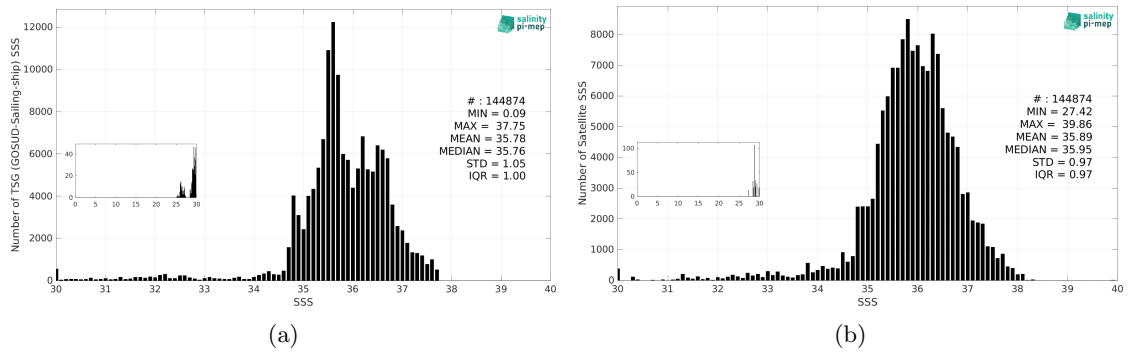 12000
10000
8000
6000
4000
2000
0
Number of TSG (GOSUD-Sailing-ship) SSS
salinity
pi-mep
# : 144874
MIN = 0.09
MAX = 37.75
MEAN = 35.78
MEDIAN = 35.76
STD = 1.05
IQR = 1.00
40
20
0
0 5 10 15 20 25 30
30 31 32 33 34 35 36 37 38 39 40
SSS
(a)
8000
7000
6000
5000
4000
3000
2000
1000
0
Number of Satellite SSS
salinity
pi-mep
# : 144874
MIN = 27.42
MAX = 39.86
MEAN = 35.89
MEDIAN = 35.95
STD = 0.97
IQR = 0.97
100
50
0
0 5 10 15 20 25 30
30 31 32 33 34 35 36 37 38 39 40
SSS
(b)